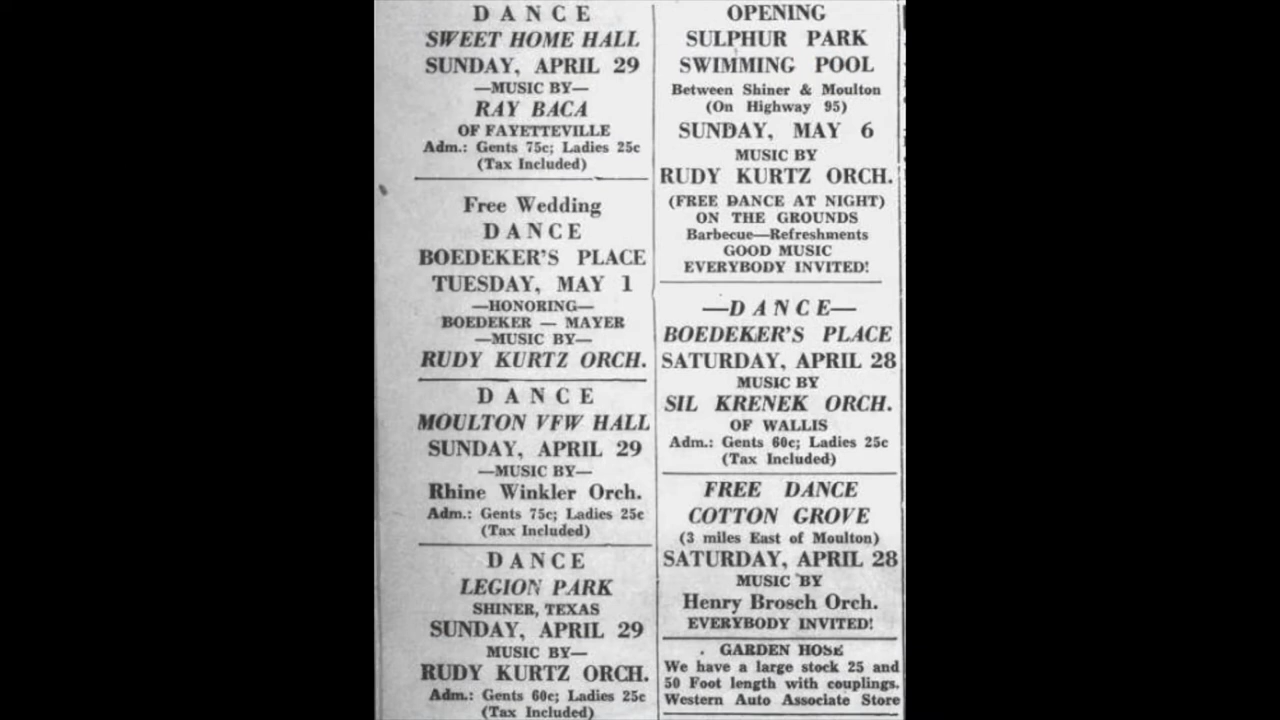 DANCE
SWEET HOME HALL
SUNDAY, APRIL 29
—MUSIC BY—
RAY BACA
OF FAYETTEVILLE
Adm.: Gents 75c; Ladies 25c
(Tax Included)
Free Wedding
DANCE
BOEDEKER'S PLACE
TUESDAY, MAY 1
—HONORING—
BOEDEKER — MAYER
—MUSIC BY—
RUDY KURTZ ORCH.
DANCE
MOULTON VFW HALL
SUNDAY, APRIL 29
—MUSIC BY—
Rhine Winkler Orch.
Adm.: Gents 75c; Ladies 25c
(Tax Included)
DANCE
LEGION PARK
SHINER, TEXAS
SUNDAY, APRIL 29
MUSIC BY—
RUDY KURTZ ORCH.
Adm.: Gents 60c; Ladies 25c
(Tax Included)
OPENING
SULPHUR PARK
SWIMMING POOL
Between Shiner & Moulton
(On Highway 95)
SUNDAY, MAY 6
MUSIC BY
RUDY KURTZ ORCH.
(FREE DANCE AT NIGHT)
ON THE GROUNDS
Barbecue—Refreshments
GOOD MUSIC
EVERYBODY INVITED!
—DANCE—
BOEDEKER'S PLACE
SATURDAY, APRIL 28
MUSIC BY
SIL KRENEK ORCH.
OF WALLIS
Adm.: Gents 60c; Ladies 25c
(Tax Included)
FREE DANCE
COTTON GROVE
(3 miles East of Moulton)
SATURDAY, APRIL 28
MUSIC BY
Henry Brosch Orch.
EVERYBODY INVITED!
GARDEN HOSE
We have a large stock 25 and
50 Foot length with couplings.
Western Auto Associate Store